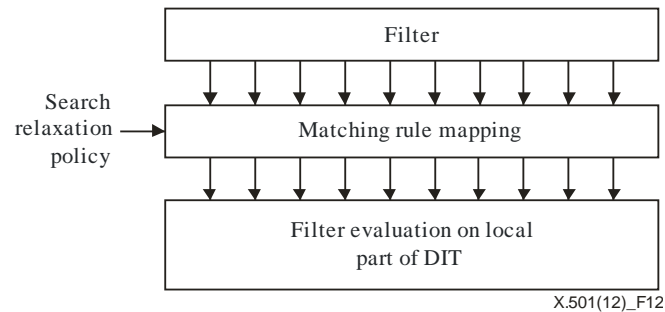 Filter
Search
relaxation
policy
Matching rule mapping
Filter evaluation on local
part of DIT
X.501(12)_F12